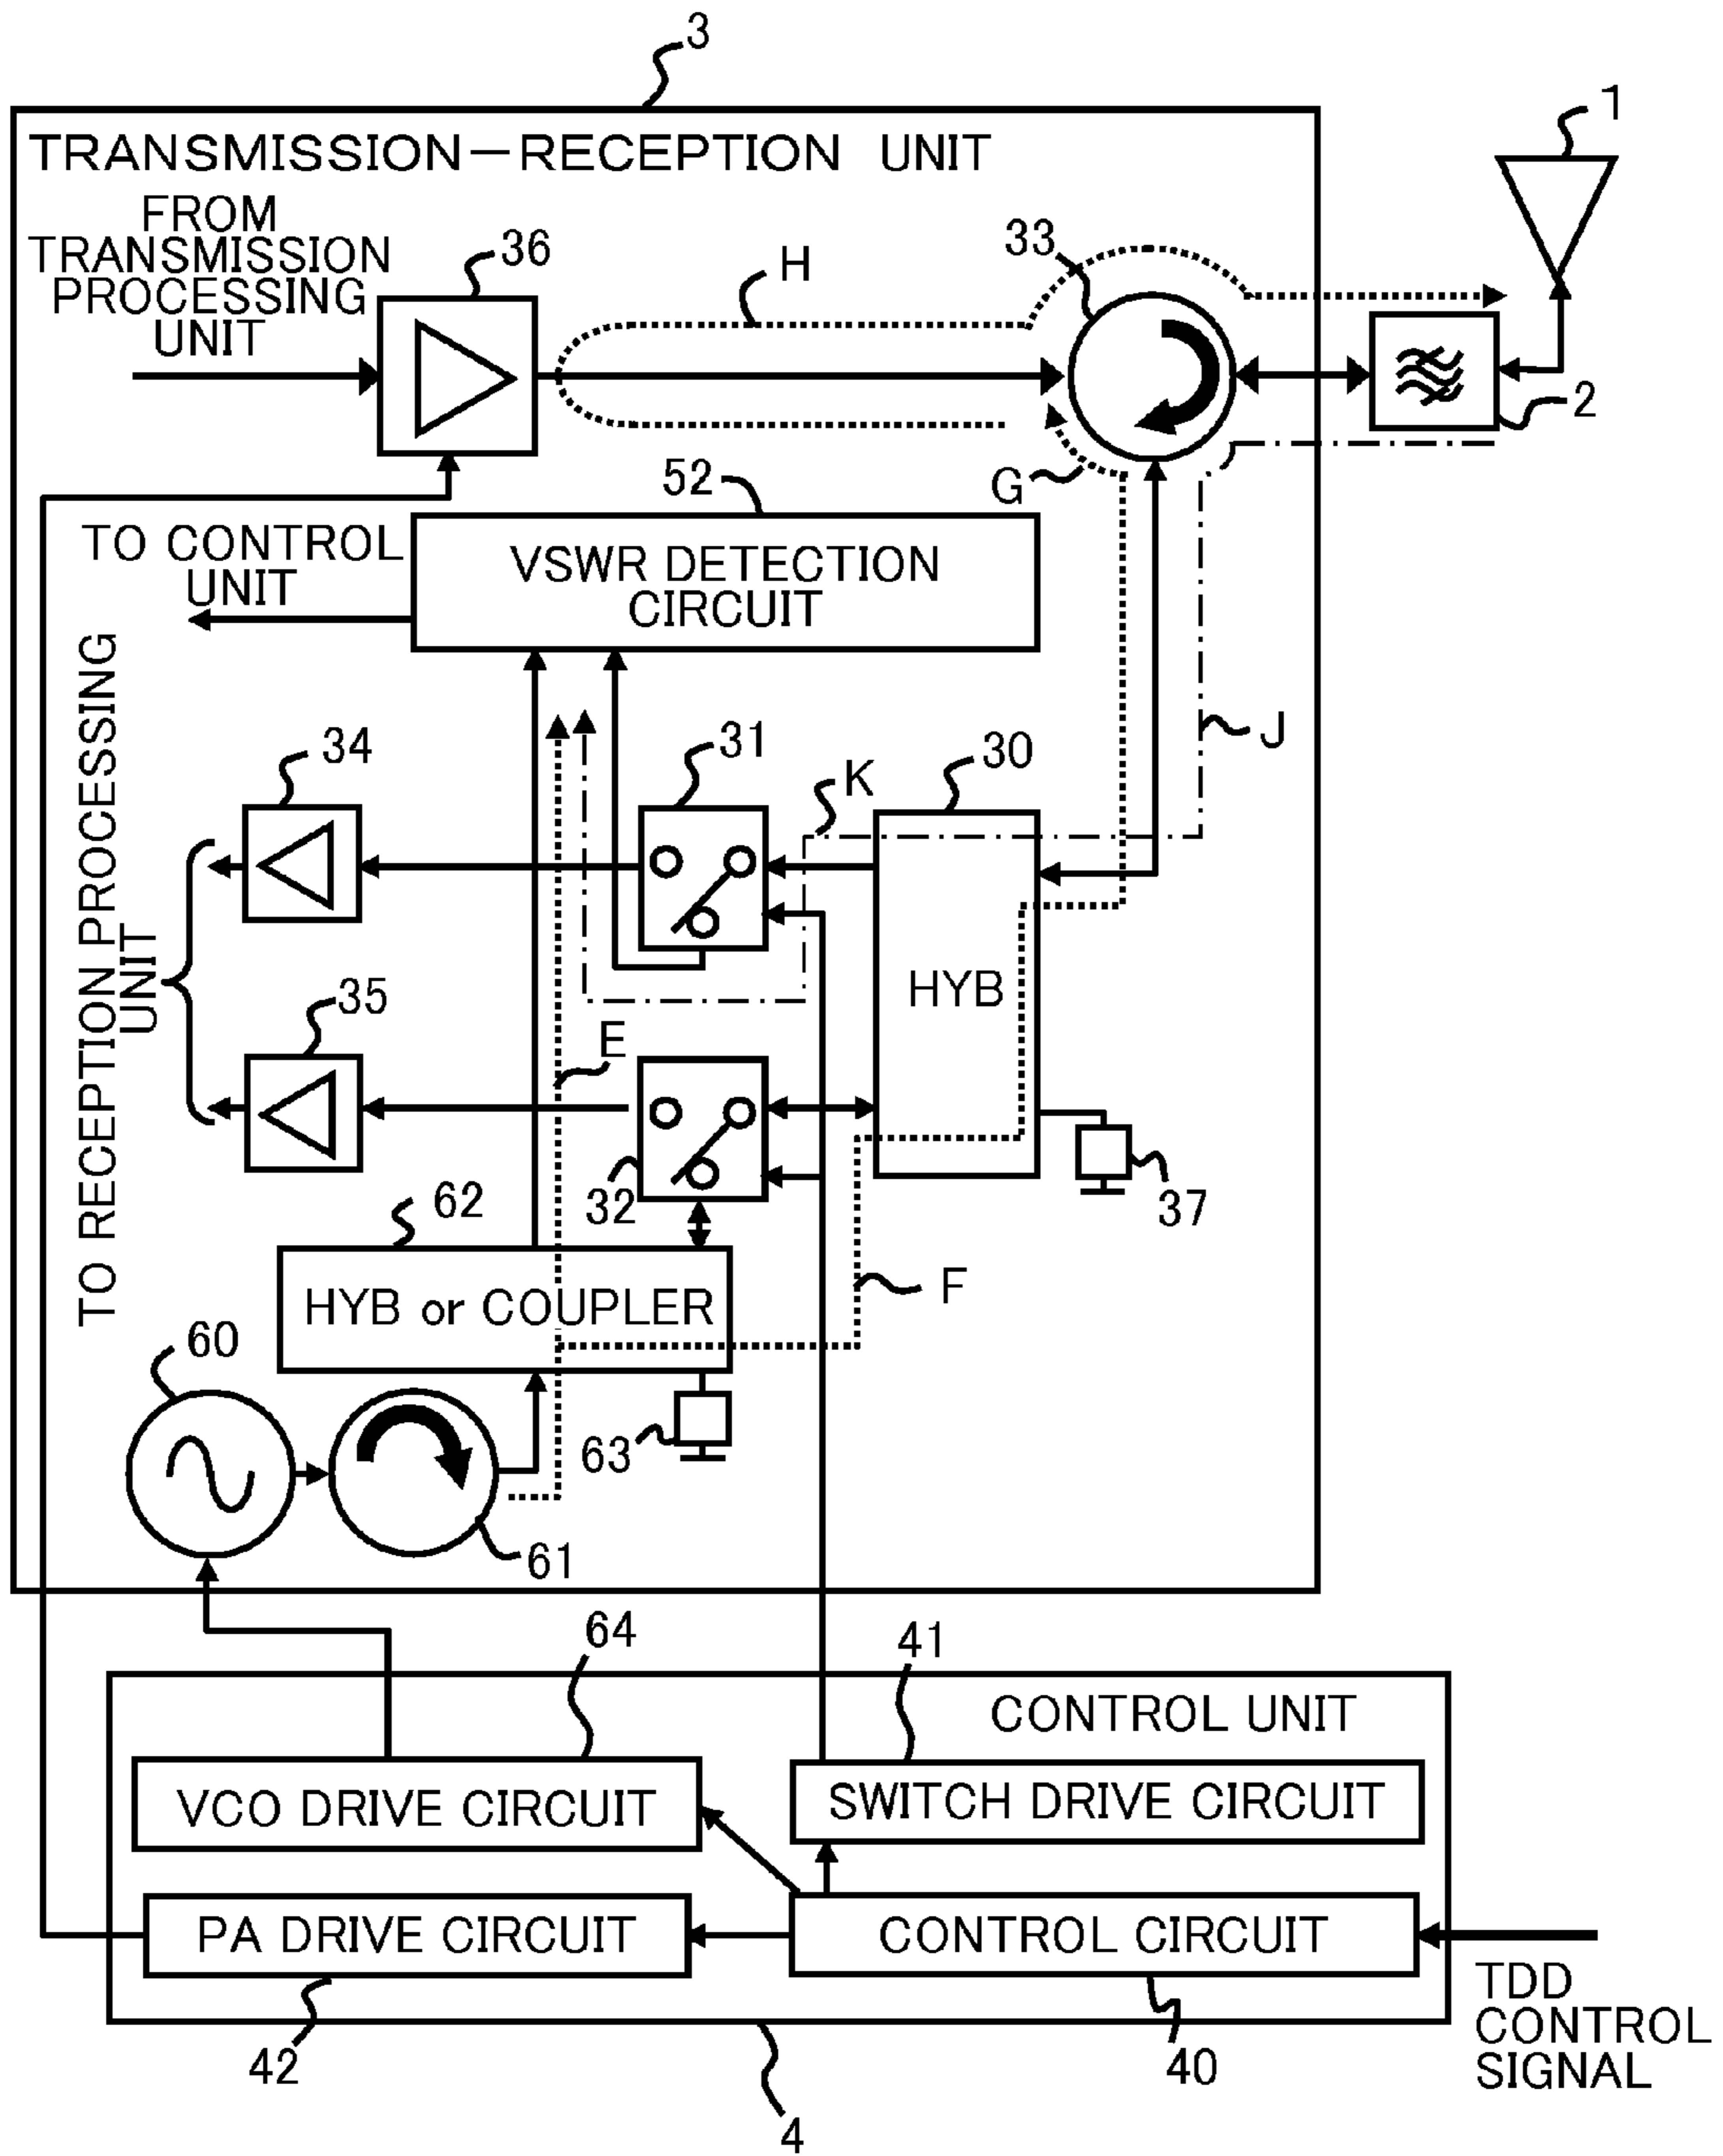 3
1
TRANSMISSION-RECEPTION UNIT
FROM
TRANSMISSION
PROCESSING
UNIT
36
H
33
2
G
52
TO CONTROL
UNIT
VSWR DETECTION
CIRCUIT
TO RECEPTION PROCESSING
UNIT
34
31
30
J
K
HYB
35
E
32
37
62
F
HYB or COUPLER
60
63
61
64
41
CONTROL UNIT
VCO DRIVE CIRCUIT
SWITCH DRIVE CIRCUIT
PA DRIVE CIRCUIT
CONTROL CIRCUIT
TDD
CONTROL
SIGNAL
42
40
4